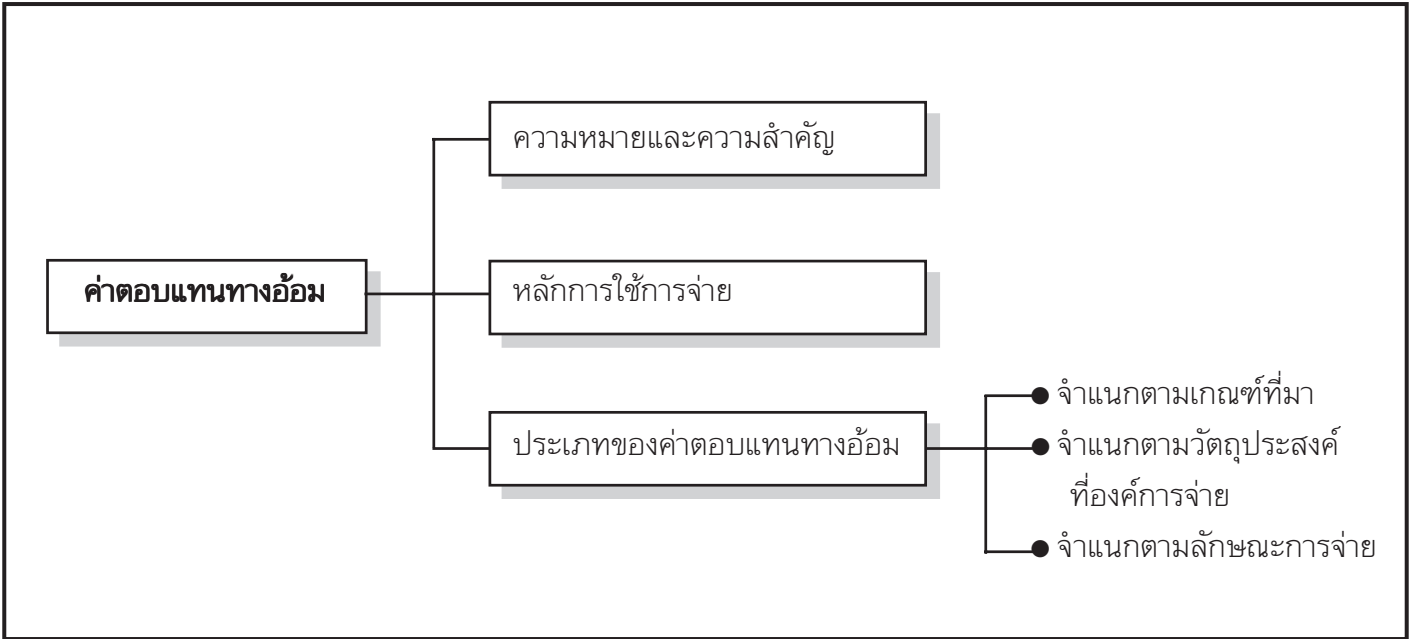 ความหมายและความสำคัญ
ค่าตอบแทนทางอ้อม
หลักการใช้การจ่าย
ประเภทของค่าตอบแทนทางอ้อม
จำแนกตามเกณฑ์ที่มา
จำแนกตามวัตถุประสงค์
ที่องค์การจ่าย
จำแนกตามลักษณะการจ่าย